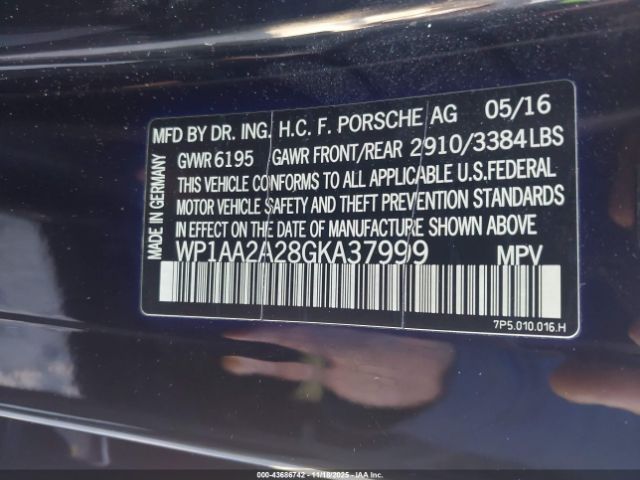 MFD BY DR. ING. H.C. F. PORSCHE AG 05/16
GVWR 6195 GAWR FRONT/REAR 2910/3384 LBS
THIS VEHICLE CONFORMS TO ALL APPLICABLE U.S.FEDERAL
MOTOR VEHICLE SAFETY AND THEFT PREVENTION STANDARDS
IN EFFECT ON THE DATE OF MANUFACTURE SHOWN ABOVE
WP1AA2A28GKA37999 MPV
MADE IN GERMANY
7P5.010.016.H
000-43686742 - 11/18/2025 - IAA, Inc.